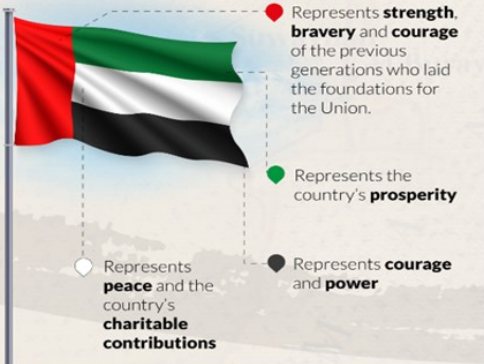 Represents strength,
bravery and courage
of the previous
generations who laid
the foundations for
the Union.
Represents the
country's prosperity
Represents courage
and power
Represents
peace and the
country's
charitable
contributions